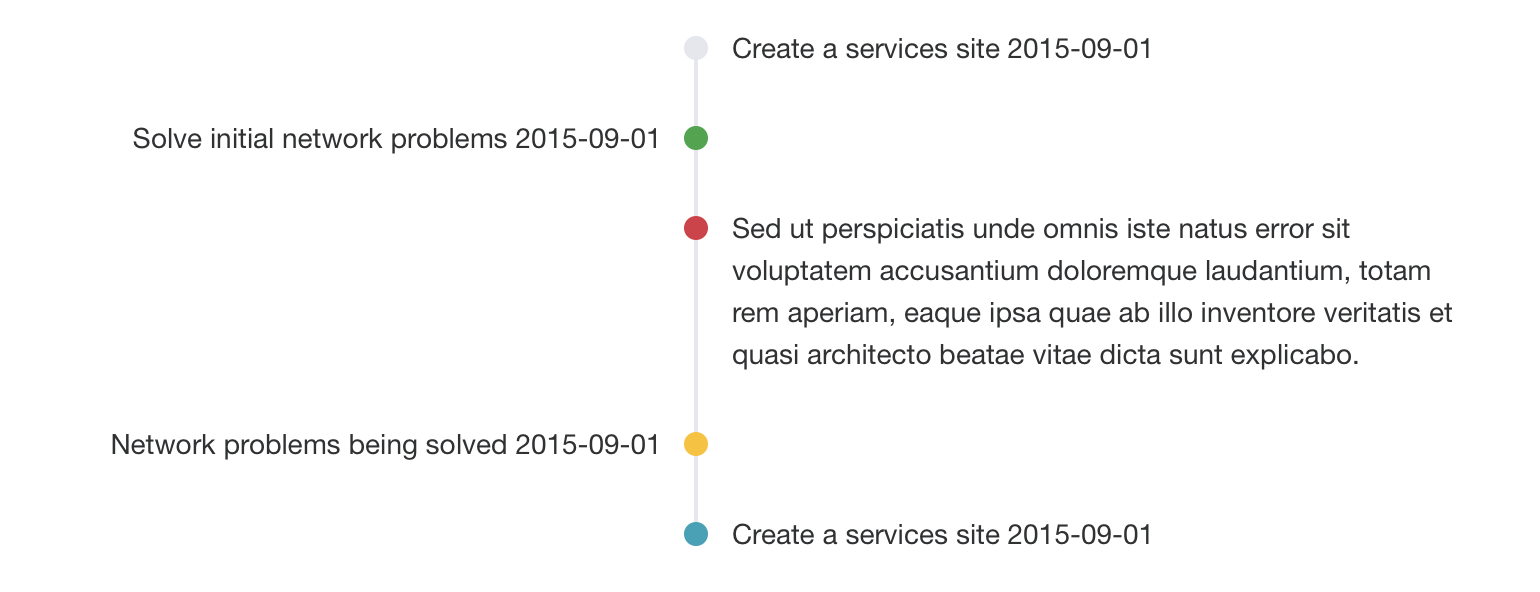 Create a services site 2015-09-01
Solve initial network problems 2015-09-01
Sed ut perspiciatis unde omnis iste natus error sit
voluptatem accusantium doloremque laudantium, totam
rem aperiam, eaque ipsa quae ab illo inventore veritatis et
quasi architecto beatae vitae dicta sunt explicabo.
Network problems being solved 2015-09-01
Create a services site 2015-09-01